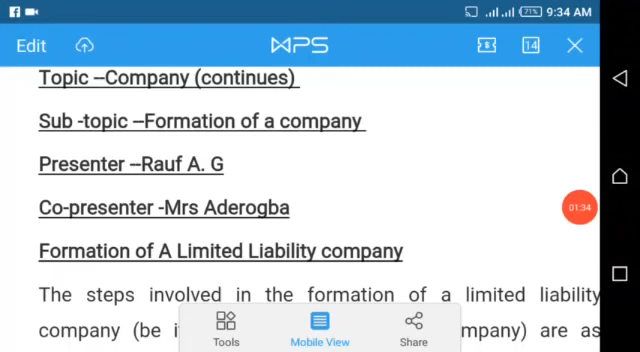 71% 9:34 AM
Edit WPS 14
Topic –Company (continues)
Sub -topic –Formation of a company
Presenter –Rauf A. G
Co-presenter -Mrs Aderogba
01:34
Formation of A Limited Liability company
The steps involved in the formation of a limited liability
company (be i mpany) are as
Tools Mobile View Share